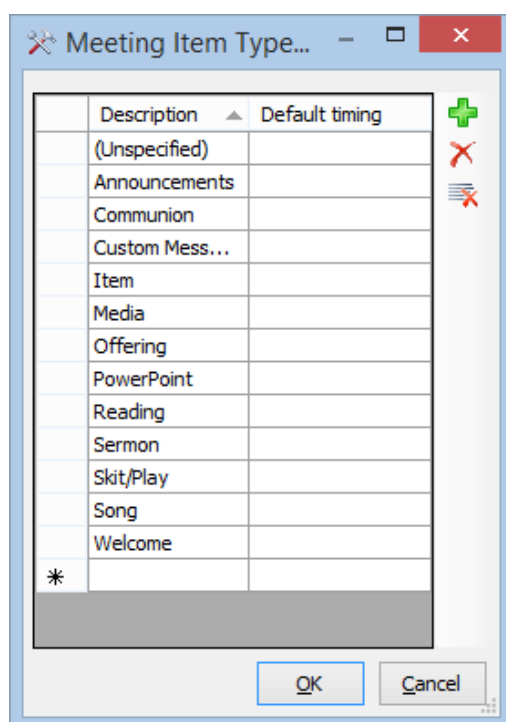 Meeting Item Type...
Description Default timing
(Unspecified)
Announcements
Communion
Custom Mess...
Item
Media
Offering
PowerPoint
Reading
Sermon
Skit/Play
Song
Welcome
OK Cancel